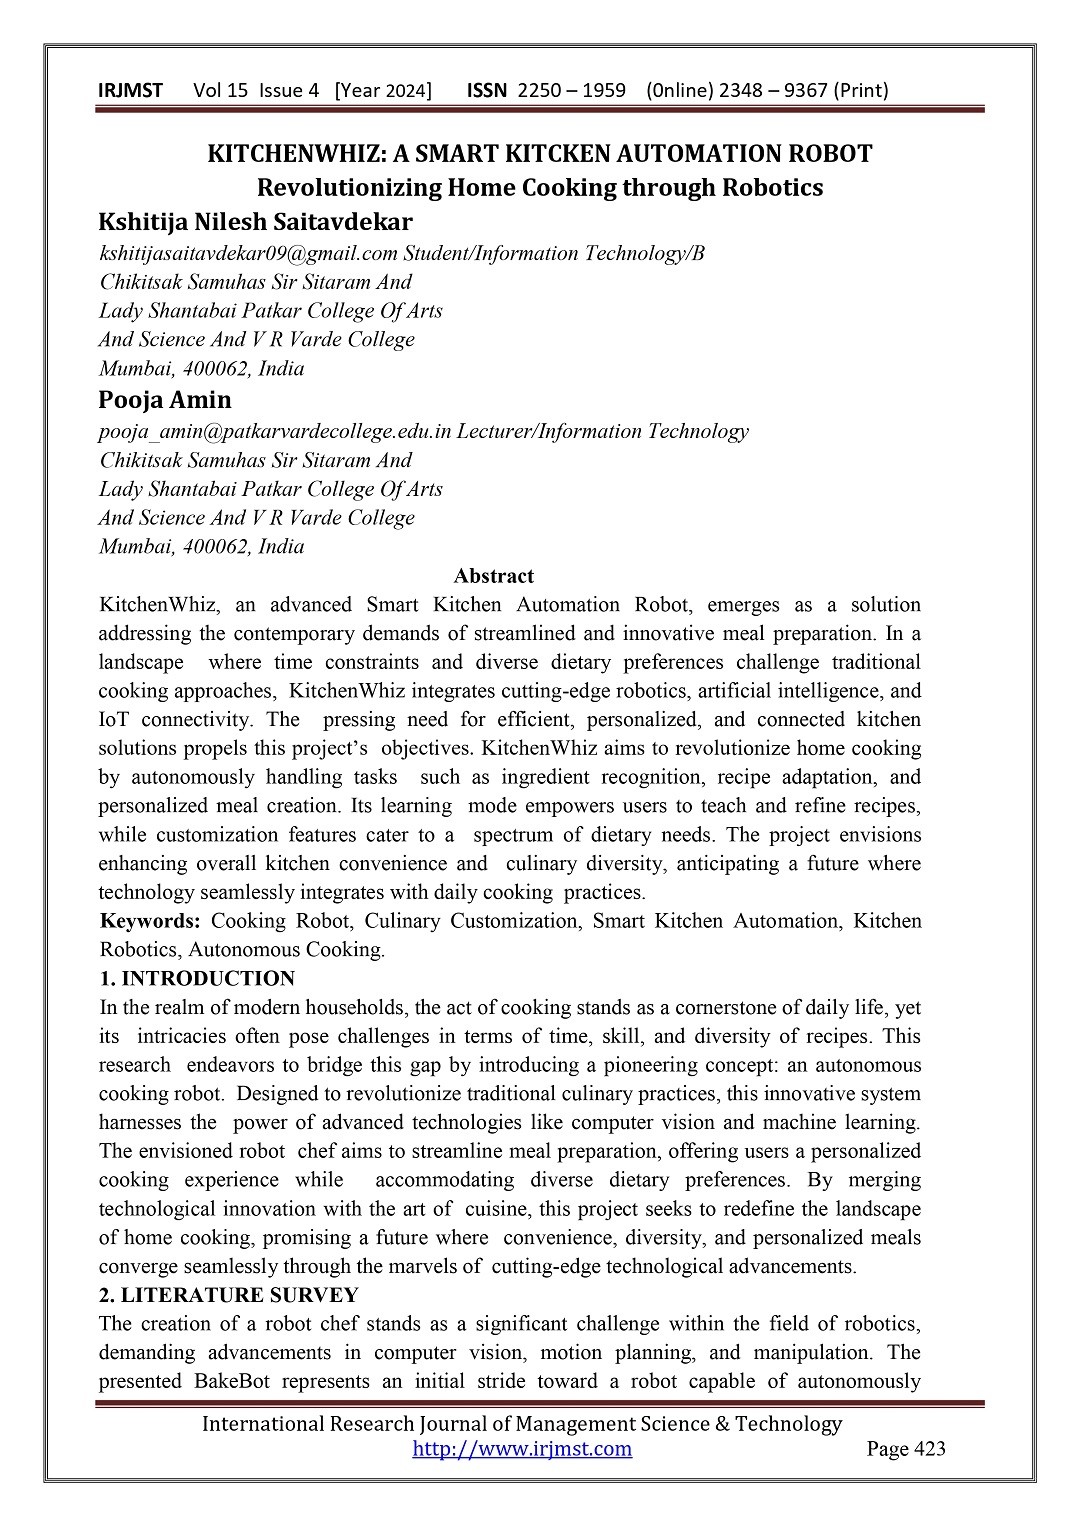 IRJMST Vol 15 Issue 4 [Year 2024] ISSN 2250 – 1959 (0nline) 2348 – 9367 (Print)
KITCHENWHIZ: A SMART KITCKEN AUTOMATION ROBOT
Revolutionizing Home Cooking through Robotics
Kshitija Nilesh Saitavdekar
kshitijasaitavdekar09@gmail.com Student/Information Technology/B
Chikitsak Samuhas Sir Sitaram And
Lady Shantabai Patkar College Of Arts
And Science And V R Varde College
Mumbai, 400062, India
Pooja Amin
pooja_amin@patkarvardecollege.edu.in Lecturer/Information Technology
Chikitsak Samuhas Sir Sitaram And
Lady Shantabai Patkar College Of Arts
And Science And V R Varde College
Mumbai, 400062, India
Abstract
KitchenWhiz, an advanced Smart Kitchen Automation Robot, emerges as a solution
addressing the contemporary demands of streamlined and innovative meal preparation. In a
landscape where time constraints and diverse dietary preferences challenge traditional
cooking approaches, KitchenWhiz integrates cutting-edge robotics, artificial intelligence, and
IoT connectivity. The pressing need for efficient, personalized, and connected kitchen
solutions propels this project’s objectives. KitchenWhiz aims to revolutionize home cooking
by autonomously handling tasks such as ingredient recognition, recipe adaptation, and
personalized meal creation. Its learning mode empowers users to teach and refine recipes,
while customization features cater to a spectrum of dietary needs. The project envisions
enhancing overall kitchen convenience and culinary diversity, anticipating a future where
technology seamlessly integrates with daily cooking practices.
Keywords: Cooking Robot, Culinary Customization, Smart Kitchen Automation, Kitchen
Robotics, Autonomous Cooking.
1. INTRODUCTION
In the realm of modern households, the act of cooking stands as a cornerstone of daily life, yet
its intricacies often pose challenges in terms of time, skill, and diversity of recipes. This
research endeavors to bridge this gap by introducing a pioneering concept: an autonomous
cooking robot. Designed to revolutionize traditional culinary practices, this innovative system
harnesses the power of advanced technologies like computer vision and machine learning.
The envisioned robot chef aims to streamline meal preparation, offering users a personalized
cooking experience while accommodating diverse dietary preferences. By merging
technological innovation with the art of cuisine, this project seeks to redefine the landscape
of home cooking, promising a future where convenience, diversity, and personalized meals
converge seamlessly through the marvels of cutting-edge technological advancements.
2. LITERATURE SURVEY
The creation of a robot chef stands as a significant challenge within the field of robotics,
demanding advancements in computer vision, motion planning, and manipulation. The
presented BakeBot represents an initial stride toward a robot capable of autonomously
International Research Journal of Management Science & Technology
http://www.irjmst.com Page 423